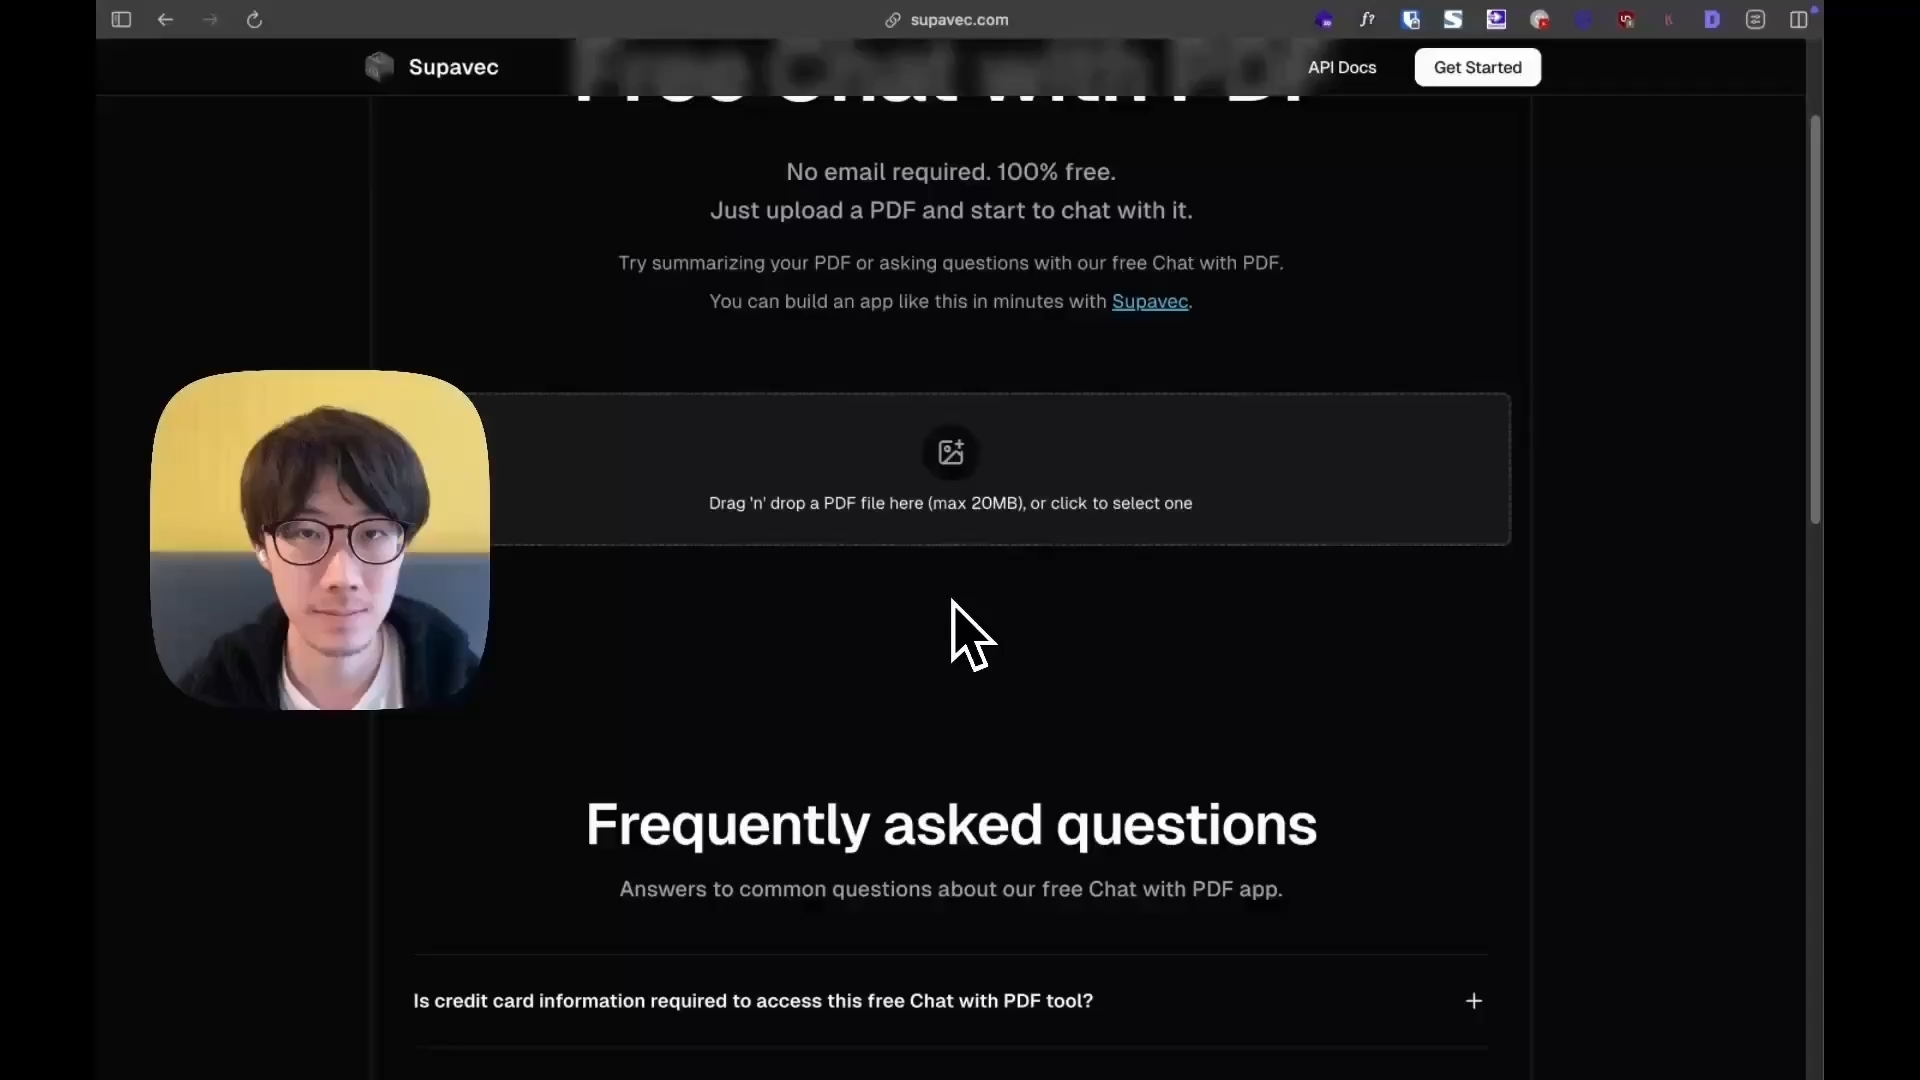 supavec.com
f?
D
Supavec
API Docs
Get Started
Free Chat with PDF
No email required. 100% free.
Just upload a PDF and start to chat with it.
Try summarizing your PDF or asking questions with our free Chat with PDF.
You can build an app like this in minutes with Supavec.
Drag 'n' drop a PDF file here (max 20MB), or click to select one
Frequently asked questions
Answers to common questions about our free Chat with PDF app.
Is credit card information required to access this free Chat with PDF tool?